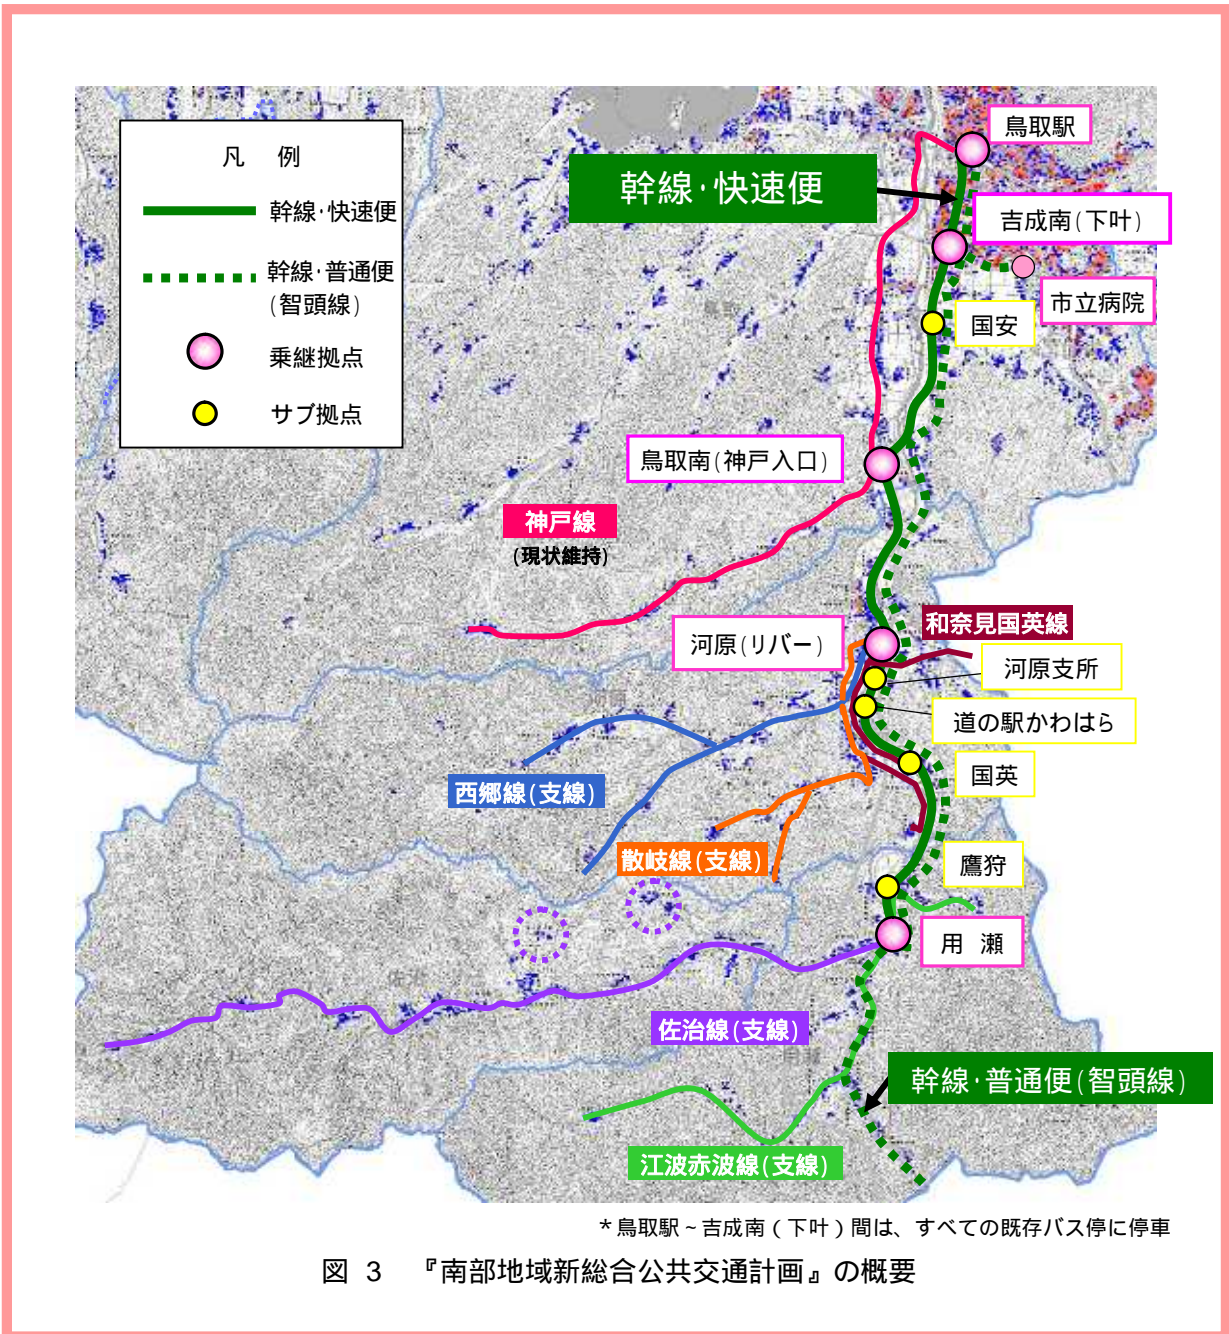 凡 例
幹線･快速便
幹線･普通便
(智頭線)
乗継拠点
サブ拠点
鳥取駅
幹線･快速便
吉成南(下叶)
市立病院
国安
鳥取南(神戸入口)
神戸線
(現状維持)
和奈見国英線
河原(リバー)
河原支所
道の駅かわはら
国英
西郷線(支線)
散岐線(支線)
鷹狩
用 瀬
佐治線(支線)
幹線･普通便(智頭線)
江波赤波線(支線)
*鳥取駅～吉成南（下叶）間は、すべての既存バス停に停車
図 3 『南部地域新総合公共交通計画』の概要